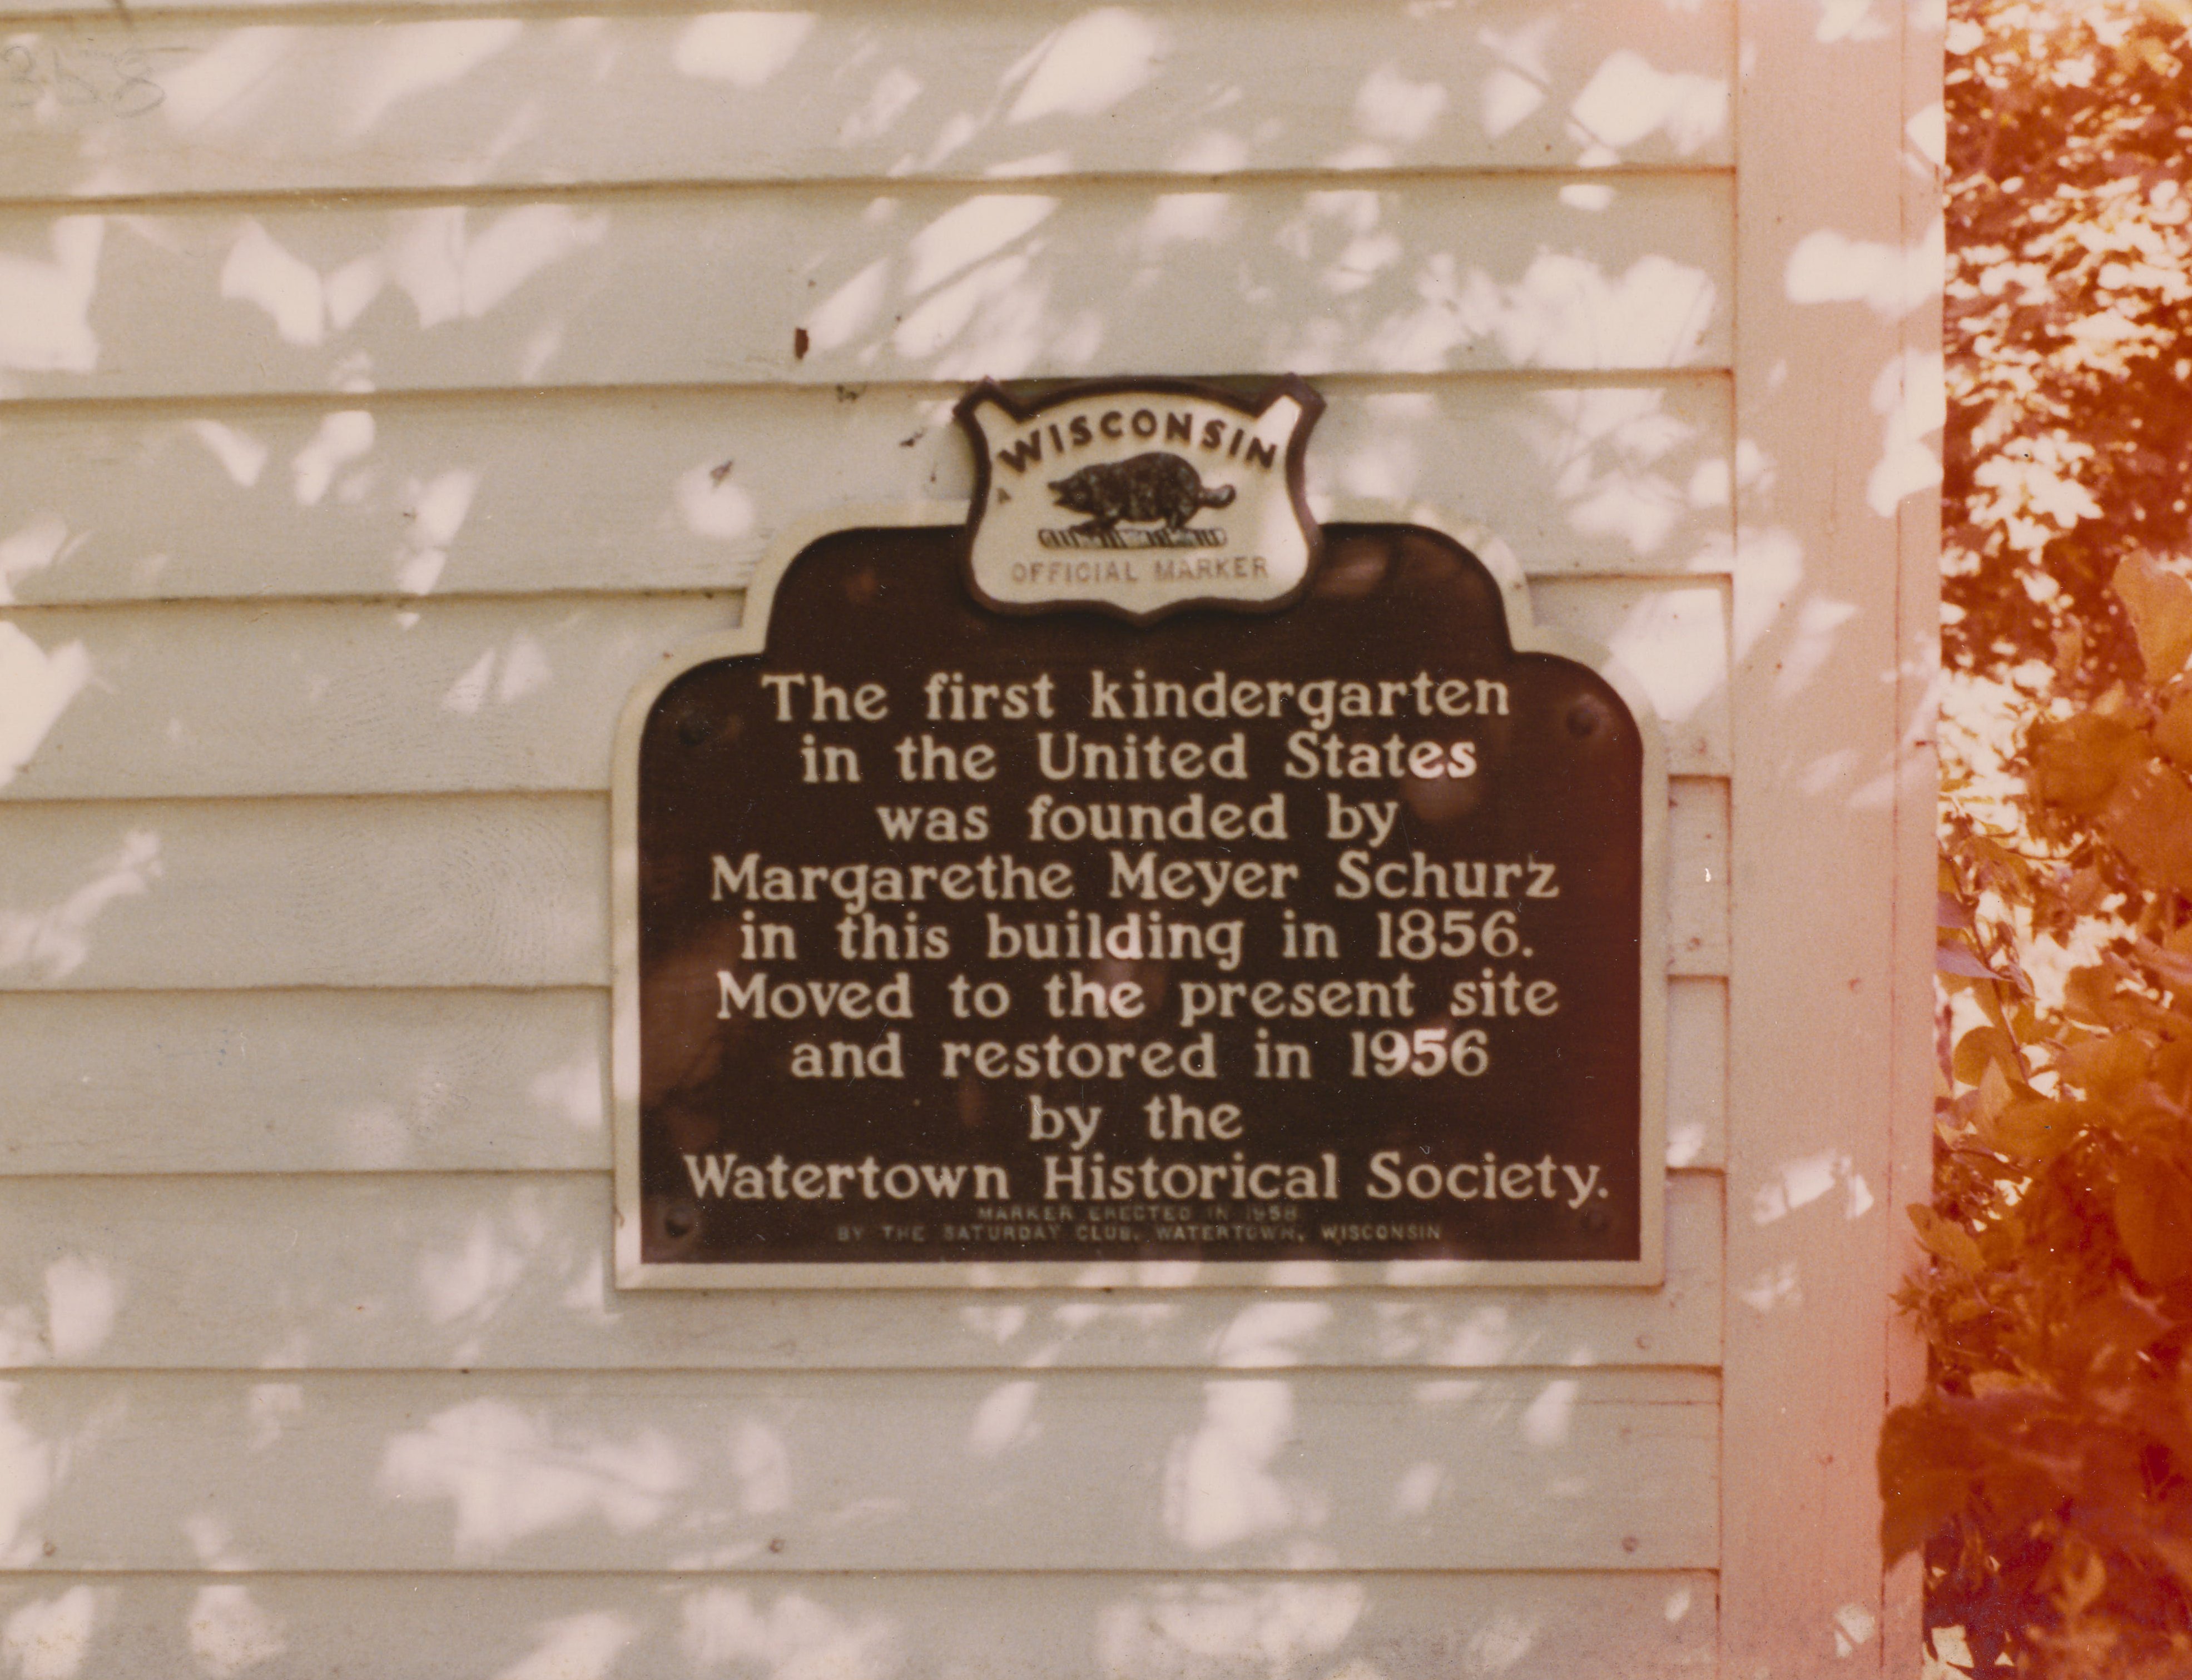 358
WISCONSIN
OFFICIAL MARKER
The first kindergarten
in the United States
was founded by
Margarethe Meyer Schurz
in this building in 1856.
Moved to the present site
and restored in 1956
by the
Watertown Historical Society.
MARKER ERECTED IN 1958
BY THE SATURDAY CLUB, WATERTOWN, WISCONSIN